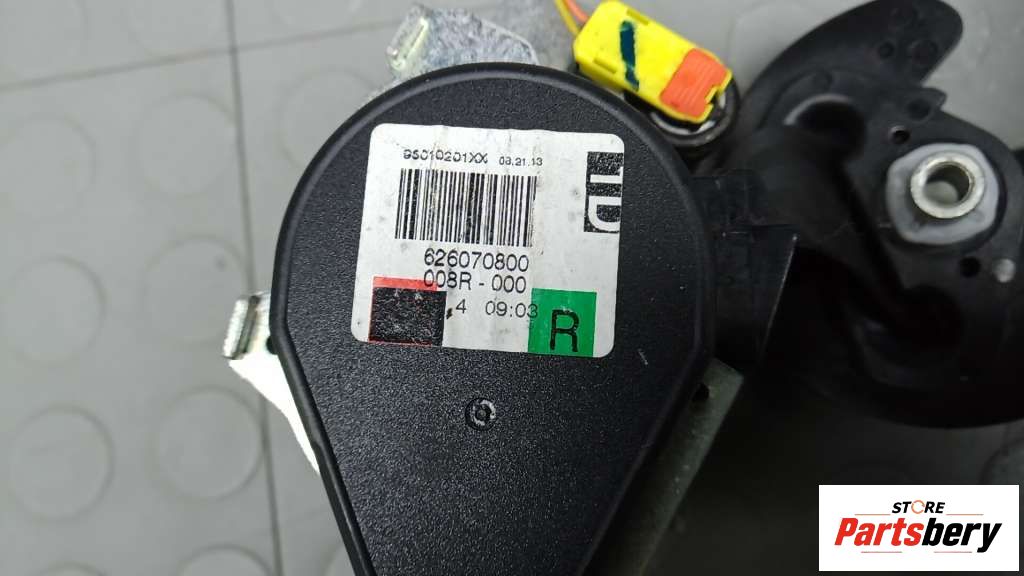 95010201XX 03.21.13
626070800
008R - 000
4 09:03
R
STORE
Partsbery